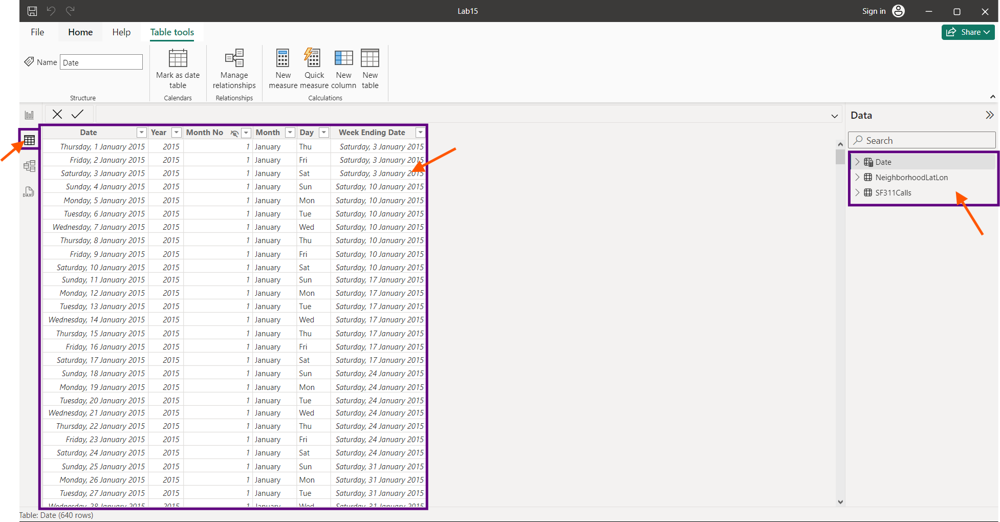 Lab15
Sign in
File Home Help Table tools
Share
Name Date
Mark as date table
Manage relationships
New measure
Quick measure
New column
New table
Structure Calendars Relationships Calculations
Data
Search
Date
NeighborhoodLatLon
SF311Calls
DAX
Date Year Month No Month Day Week Ending Date
Thursday, 1 January 2015 2015 1 January Thu Saturday, 3 January 2015
Friday, 2 January 2015 2015 1 January Fri Saturday, 3 January 2015
Saturday, 3 January 2015 2015 1 January Sat Saturday, 3 January 2015
Sunday, 4 January 2015 2015 1 January Sun Saturday, 10 January 2015
Monday, 5 January 2015 2015 1 January Mon Saturday, 10 January 2015
Tuesday, 6 January 2015 2015 1 January Tue Saturday, 10 January 2015
Wednesday, 7 January 2015 2015 1 January Wed Saturday, 10 January 2015
Thursday, 8 January 2015 2015 1 January Thu Saturday, 10 January 2015
Friday, 9 January 2015 2015 1 January Fri Saturday, 10 January 2015
Saturday, 10 January 2015 2015 1 January Sat Saturday, 10 January 2015
Sunday, 11 January 2015 2015 1 January Sun Saturday, 17 January 2015
Monday, 12 January 2015 2015 1 January Mon Saturday, 17 January 2015
Tuesday, 13 January 2015 2015 1 January Tue Saturday, 17 January 2015
Wednesday, 14 January 2015 2015 1 January Wed Saturday, 17 January 2015
Thursday, 15 January 2015 2015 1 January Thu Saturday, 17 January 2015
Friday, 16 January 2015 2015 1 January Fri Saturday, 17 January 2015
Saturday, 17 January 2015 2015 1 January Sat Saturday, 17 January 2015
Sunday, 18 January 2015 2015 1 January Sun Saturday, 24 January 2015
Monday, 19 January 2015 2015 1 January Mon Saturday, 24 January 2015
Tuesday, 20 January 2015 2015 1 January Tue Saturday, 24 January 2015
Wednesday, 21 January 2015 2015 1 January Wed Saturday, 24 January 2015
Thursday, 22 January 2015 2015 1 January Thu Saturday, 24 January 2015
Friday, 23 January 2015 2015 1 January Fri Saturday, 24 January 2015
Saturday, 24 January 2015 2015 1 January Sat Saturday, 24 January 2015
Sunday, 25 January 2015 2015 1 January Sun Saturday, 31 January 2015
Monday, 26 January 2015 2015 1 January Mon Saturday, 31 January 2015
Tuesday, 27 January 2015 2015 1 January Tue Saturday, 31 January 2015
Wednesday, 28 January 2015 2015 1 January Wed Saturday, 31 January 2015
Table: Date (640 rows)